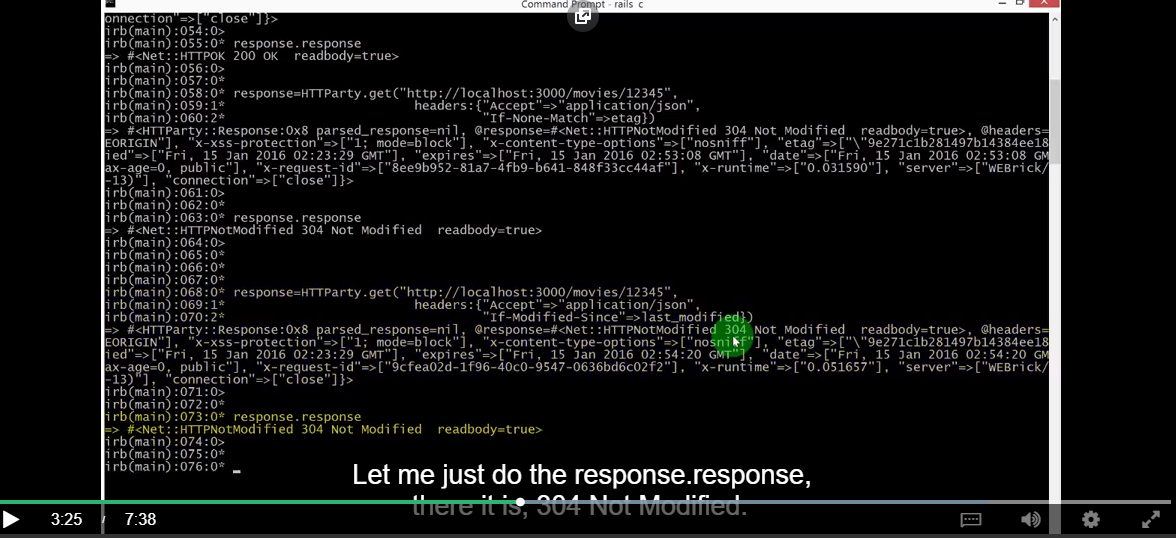 Command Prompt - rails c
onnection"=>["close"]}>
irb(main):054:0>
irb(main):055:0* response.response
=> #<Net::HTTPOK 200 OK  readbody=true>
irb(main):056:0>
irb(main):057:0*
irb(main):058:0* response=HTTParty.get("http://localhost:3000/movies/12345",
irb(main):059:1* headers:{"Accept"=>"application/json",
irb(main):060:2* "If-None-Match"=>etag})
=> #<HTTParty::Response:0x8 parsed_response=nil, @response=#<Net::HTTPNotModified 304 Not Modified  readbody=true>, @headers=
EORIGIN"], "x-xss-protection"=>["1; mode=block"], "x-content-type-options"=>["nosniff"], "etag"=>["\"9e271c1b281497b14384ee18
ied"=>["Fri, 15 Jan 2016 02:23:29 GMT"], "expires"=>["Fri, 15 Jan 2016 02:53:08 GMT"], "date"=>["Fri, 15 Jan 2016 02:53:08 GM
ax-age=0, public"], "x-request-id"=>["8ee9b952-81a7-4fb9-b641-848f33cc44af"], "x-runtime"=>["0.031590"], "server"=>["WEBrick/
-13)"], "connection"=>["close"]}>
irb(main):061:0>
irb(main):062:0*
irb(main):063:0* response.response
=> #<Net::HTTPNotModified 304 Not Modified  readbody=true>
irb(main):064:0>
irb(main):065:0*
irb(main):066:0*
irb(main):067:0*
irb(main):068:0* response=HTTParty.get("http://localhost:3000/movies/12345",
irb(main):069:1* headers:{"Accept"=>"application/json",
irb(main):070:2* "If-Modified-Since"=>last_modified})
=> #<HTTParty::Response:0x8 parsed_response=nil, @response=#<Net::HTTPNotModified 304 Not Modified  readbody=true>, @headers=
EORIGIN"], "x-xss-protection"=>["1; mode=block"], "x-content-type-options"=>["nosniff"], "etag"=>["\"9e271c1b281497b14384ee18
ied"=>["Fri, 15 Jan 2016 02:23:29 GMT"], "expires"=>["Fri, 15 Jan 2016 02:54:20 GMT"], "date"=>["Fri, 15 Jan 2016 02:54:20 GM
ax-age=0, public"], "x-request-id"=>["9cfea02d-1f96-40c0-9547-0636bd6c02f2"], "x-runtime"=>["0.051657"], "server"=>["WEBrick/
-13)"], "connection"=>["close"]}>
irb(main):071:0>
irb(main):072:0*
irb(main):073:0* response.response
=> #<Net::HTTPNotModified 304 Not Modified  readbody=true>
irb(main):074:0>
irb(main):075:0*
irb(main):076:0* _
Let me just do the response.response,
there it is, 304 Not Modified.
3:25 / 7:38